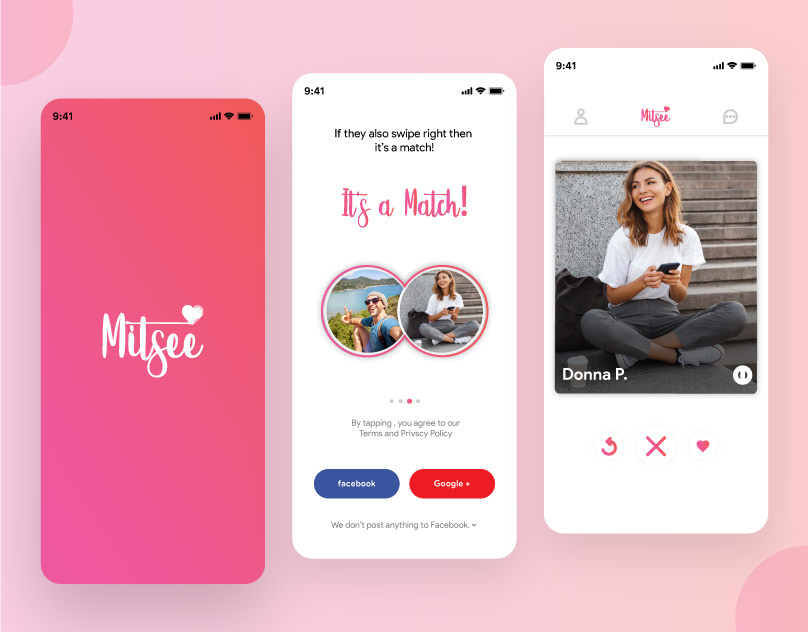 9:41
Mitsee
9:41
If they also swipe right then
it's a match!
It's a Match!
By tapping , you agree to our
Terms and Privscy Policy
facebook
Google +
We don't post anything to Facebook.
9:41
Mitsee
Donna P.